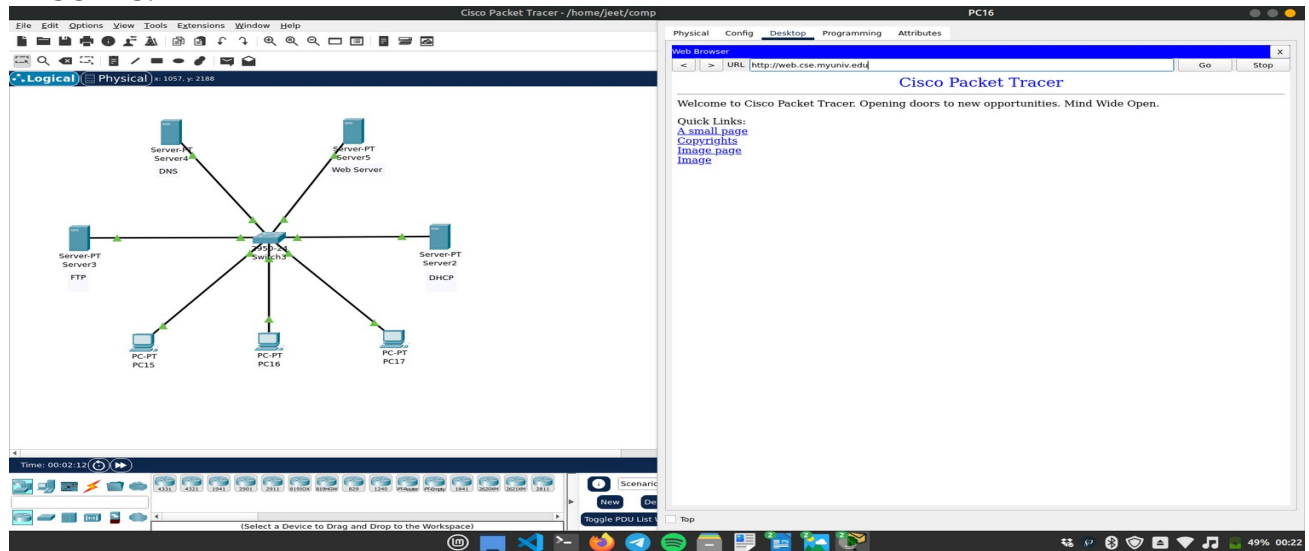 Cisco Packet Tracer - /home/jeet/comp
PC16
File Edit Options View Tools Extensions Window Help
Logical Physical x: 1057, y: 2188
Server-PT
Server4
DNS
Server-PT
Server5
Web Server
Server-PT
Server3
FTP
2950-24
Switch3
Server-PT
Server2
DHCP
PC-PT
PC15
PC-PT
PC16
PC-PT
PC17
Time: 00:02:12
4331 4321 1941 2901 2911 819IOX 819HGW 829 1240 PT-Router PT-Empty 1841 2620XM 2621XM 2811
(Select a Device to Drag and Drop to the Workspace)
Scenario
New De
Toggle PDU List
Physical Config Desktop Programming Attributes
Web Browser X
< > URL http://web.cse.myuniv.edu Go Stop
Cisco Packet Tracer
Welcome to Cisco Packet Tracer. Opening doors to new opportunities. Mind Wide Open.
Quick Links:
A small page
Copyrights
Image page
Image
Top
49% 00:22